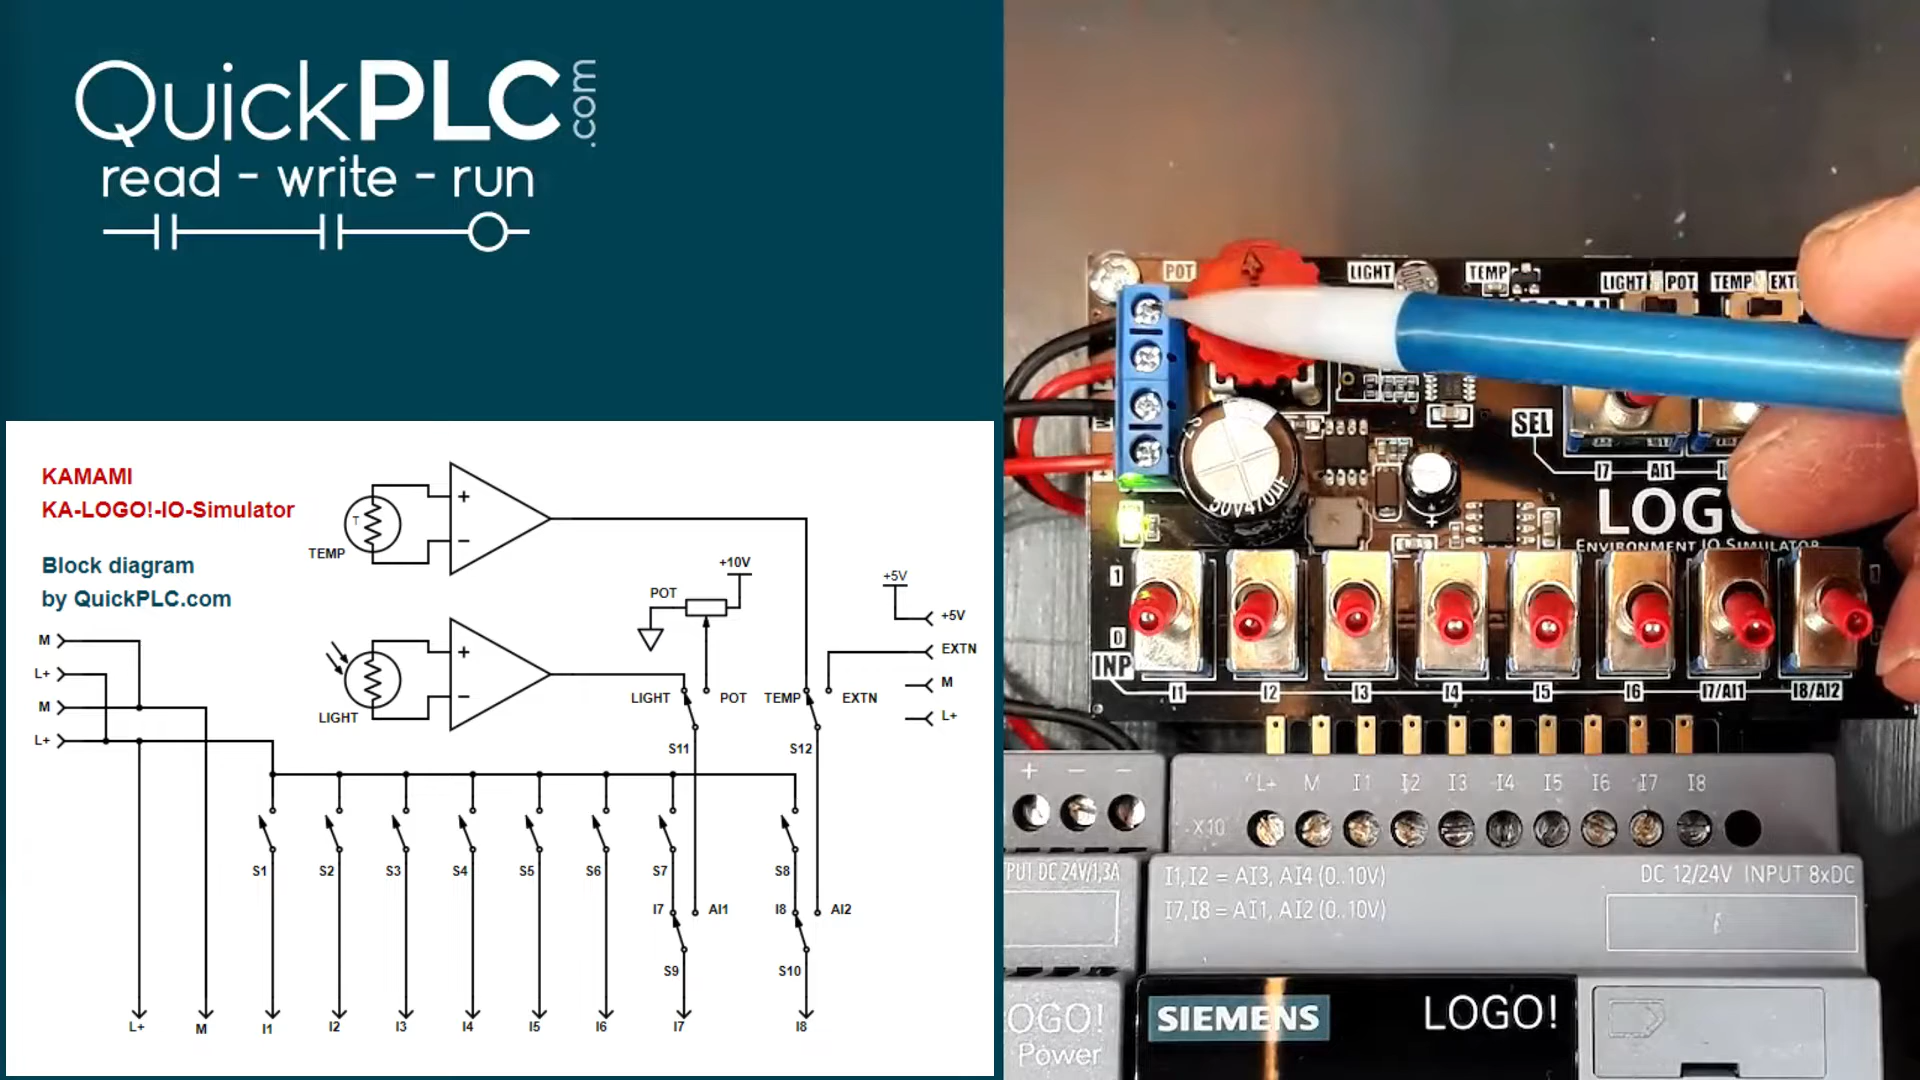 QuickPLC.com
read - write - run
KAMAMI
KA-LOGO!-IO-Simulator
Block diagram
by QuickPLC.com
TEMP
T
+
−
LIGHT
+
−
POT
+10V
+5V
+5V
EXTN
M
L+
M
L+
M
L+
LIGHT
POT
TEMP
EXTN
S11
S12
S1
S2
S3
S4
S5
S6
S7
S8
I7
AI1
I8
AI2
S9
S10
L+
M
I1
I2
I3
I4
I5
I6
I7
I8
POT
LIGHT
TEMP
LIGHT
POT
TEMP
EXT
SEL
I7
AI1
LOG
ENVIRONMENT IO SIMULATOR
1
0
INP
I1
I2
I3
I4
I5
I6
I7/AI1
I8/AI2
+ − −
L+ M I1 I2 I3 I4 I5 I6 I7 I8
X10
PUT DC 24V/1,3A
I1, I2 = AI3, AI4 (0..10V)
DC 12/24V INPUT 8xDC
I7, I8 = AI1, AI2 (0..10V)
OGO!
Power
SIEMENS
LOGO!